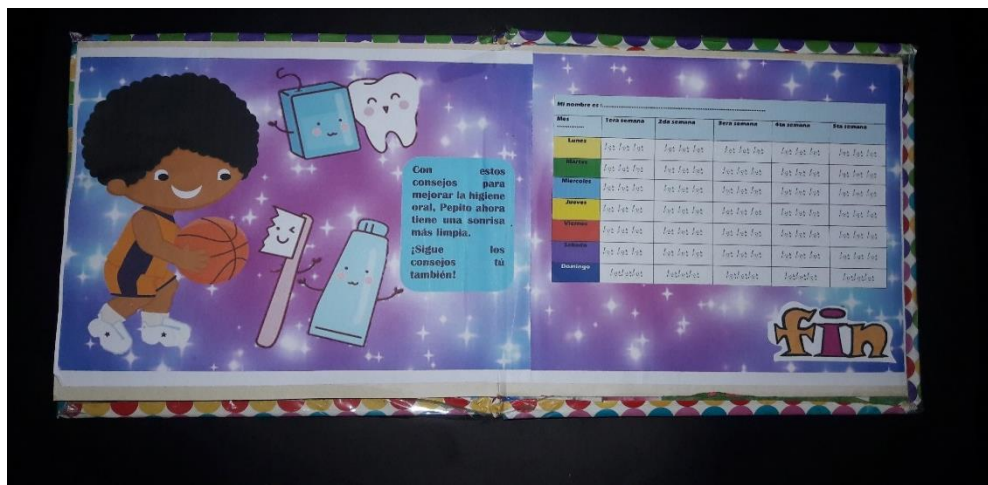 Con estos
consejos para
mejorar la higiene
oral, Pepito ahora
tiene una sonrisa
más limpia.
¡Sigue los
consejos tú
también!
Mi nombre es :
Mes 1era semana 2da semana 3era semana 4ta semana 5ta semana
Lunes
Martes
Miercoles
Jueves
Viernes
Sabado
Domingo
fin